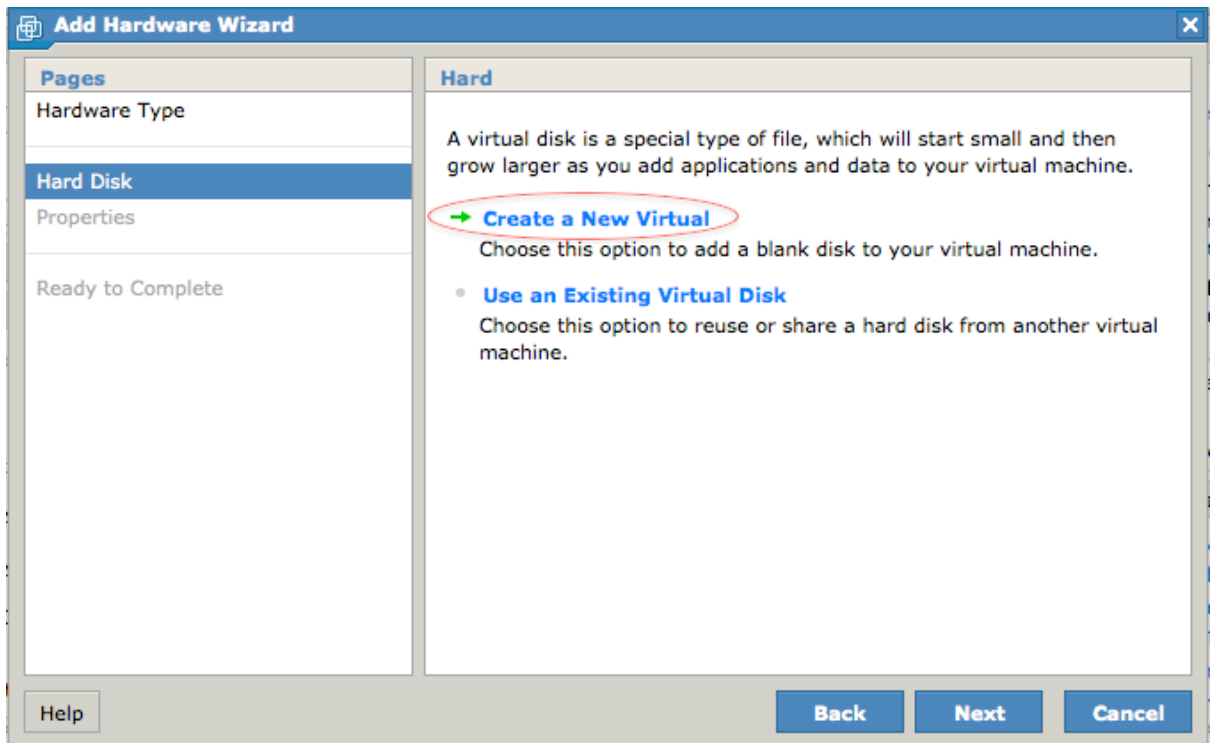 Add Hardware Wizard
Pages
Hardware Type
Hard Disk
Properties
Ready to Complete
Hard
A virtual disk is a special type of file, which will start small and then
grow larger as you add applications and data to your virtual machine.
Create a New Virtual
Choose this option to add a blank disk to your virtual machine.
Use an Existing Virtual Disk
Choose this option to reuse or share a hard disk from another virtual
machine.
Help
Back
Next
Cancel